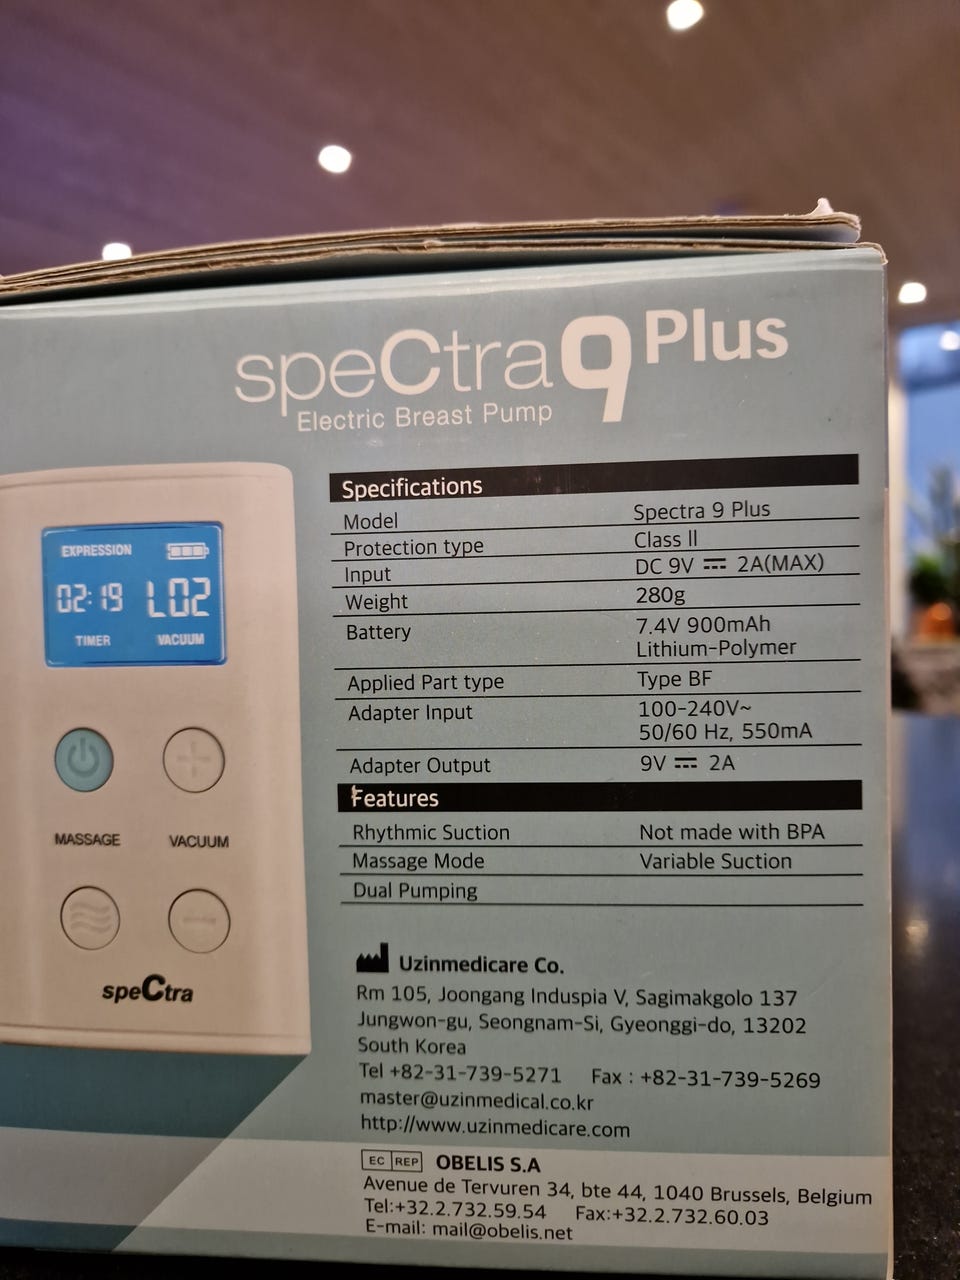 speCtra 9 Plus
Electric Breast Pump
EXPRESSION
02:19 L02
TIMER VACUUM
MASSAGE VACUUM
speCtra
Specifications
Model Spectra 9 Plus
Protection type Class II
Input DC 9V ⎓ 2A(MAX)
Weight 280g
Battery 7.4V 900mAh
Lithium-Polymer
Applied Part type Type BF
Adapter Input 100-240V~
50/60 Hz, 550mA
Adapter Output 9V ⎓ 2A
Features
Rhythmic Suction Not made with BPA
Massage Mode Variable Suction
Dual Pumping
Uzinmedicare Co.
Rm 105, Joongang Induspia V, Sagimakgolo 137
Jungwon-gu, Seongnam-Si, Gyeonggi-do, 13202
South Korea
Tel +82-31-739-5271 Fax : +82-31-739-5269
master@uzinmedical.co.kr
http://www.uzinmedicare.com
EC REP OBELIS S.A
Avenue de Tervuren 34, bte 44, 1040 Brussels, Belgium
Tel:+32.2.732.59.54 Fax:+32.2.732.60.03
E-mail: mail@obelis.net